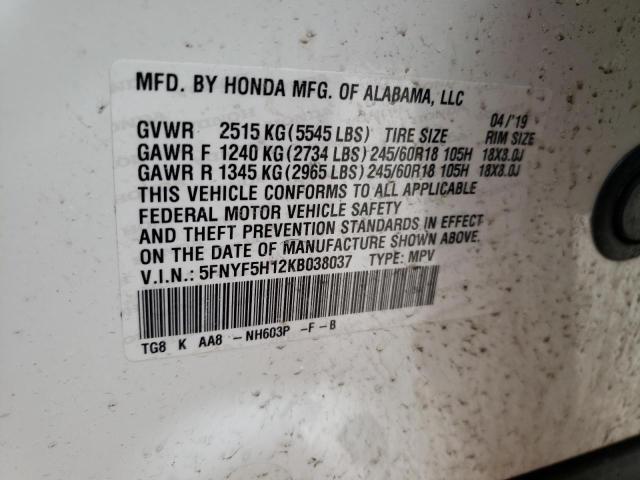 MFD. BY HONDA MFG. OF ALABAMA, LLC
04/'19
GVWR 2515 KG (5545 LBS) TIRE SIZE RIM SIZE
GAWR F 1240 KG (2734 LBS) 245/60R18 105H 18X8.0J
GAWR R 1345 KG (2965 LBS) 245/60R18 105H 18X8.0J
THIS VEHICLE CONFORMS TO ALL APPLICABLE
FEDERAL MOTOR VEHICLE SAFETY
AND THEFT PREVENTION STANDARDS IN EFFECT
ON THE DATE OF MANUFACTURE SHOWN ABOVE.
V.I.N.: 5FNYF5H12KB038037 TYPE: MPV
TG8 K AA8 -NH603P -F-B